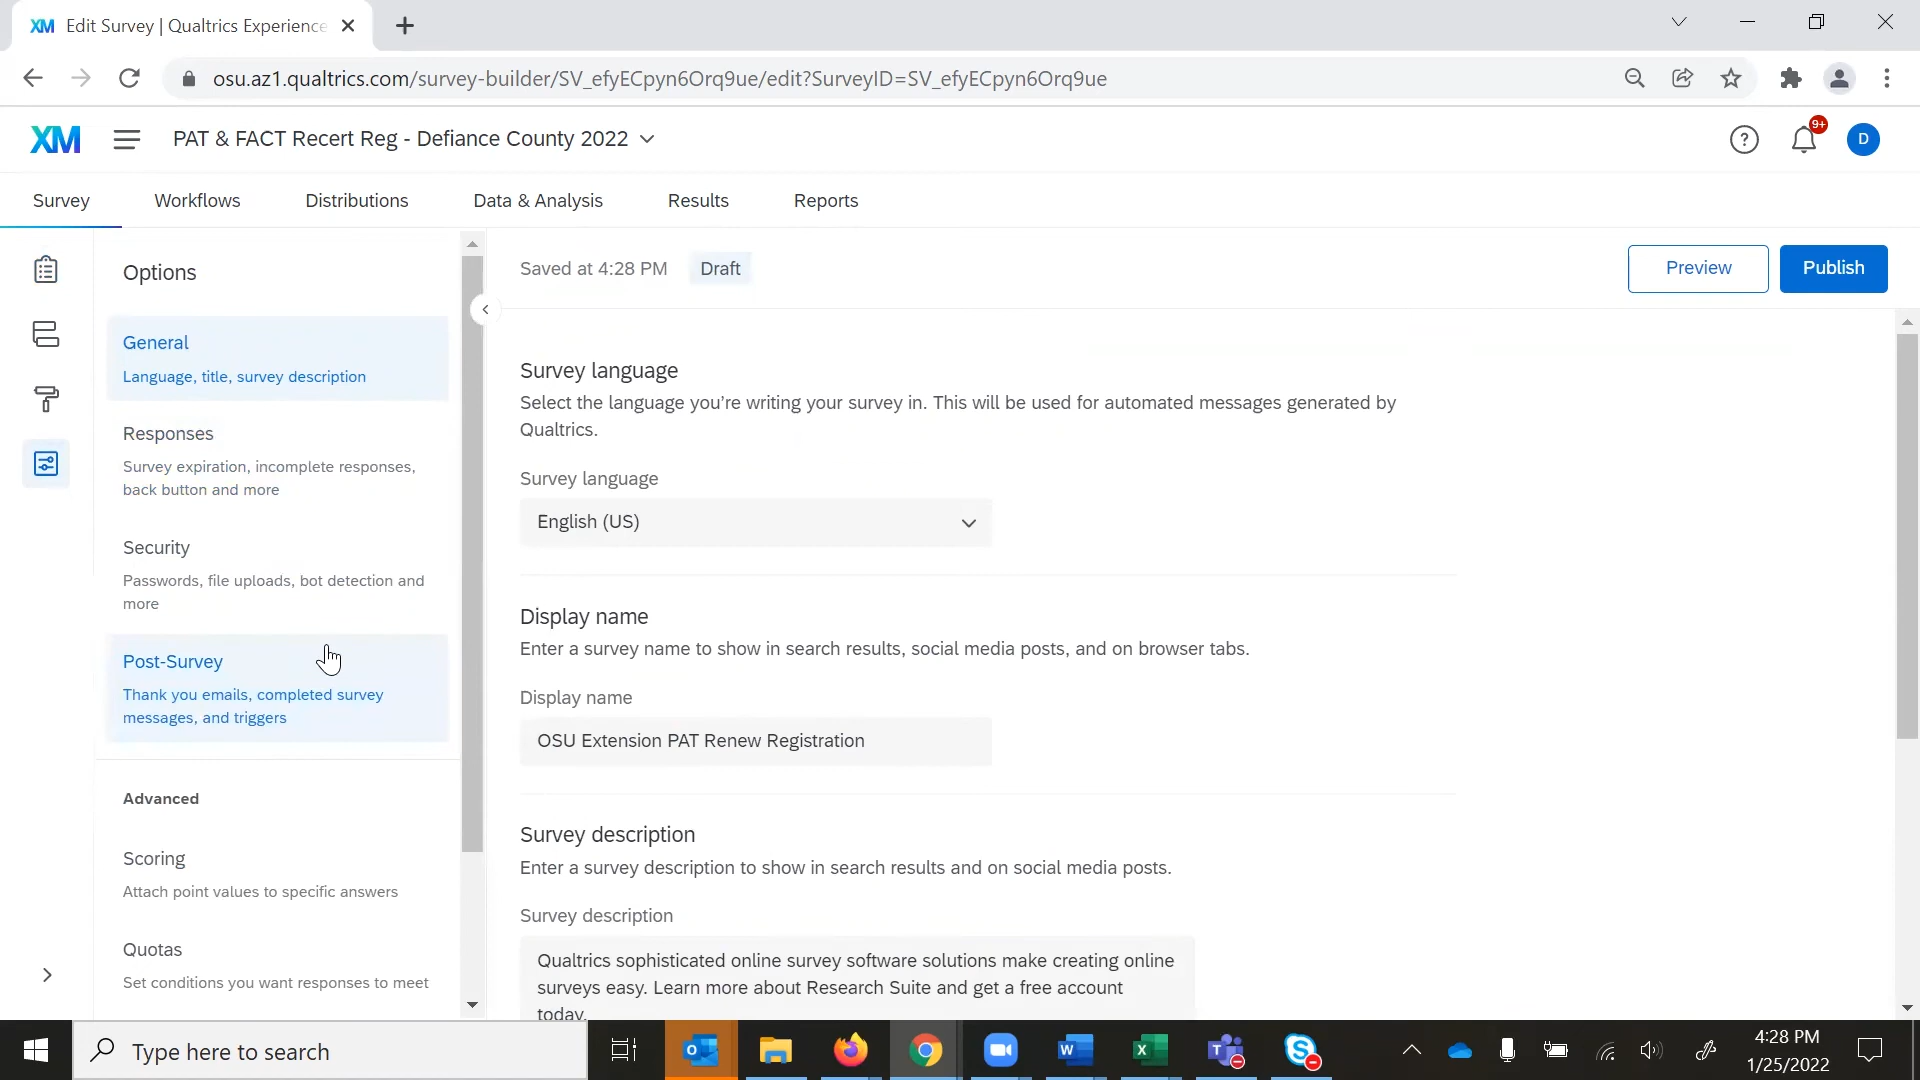 XM Edit Survey | Qualtrics Experience
osu.az1.qualtrics.com/survey-builder/SV_efyECpyn6Orq9ue/edit?SurveyID=SV_efyECpyn6Orq9ue
XM PAT & FACT Recert Reg - Defiance County 2022
9+
D
Survey Workflows Distributions Data & Analysis Results Reports
Options
General
Language, title, survey description
Responses
Survey expiration, incomplete responses,
back button and more
Security
Passwords, file uploads, bot detection and
more
Post-Survey
Thank you emails, completed survey
messages, and triggers
Advanced
Scoring
Attach point values to specific answers
Quotas
Set conditions you want responses to meet
Saved at 4:28 PM Draft
Preview Publish
Survey language
Select the language you're writing your survey in. This will be used for automated messages generated by
Qualtrics.
Survey language
English (US)
Display name
Enter a survey name to show in search results, social media posts, and on browser tabs.
Display name
OSU Extension PAT Renew Registration
Survey description
Enter a survey description to show in search results and on social media posts.
Survey description
Qualtrics sophisticated online survey software solutions make creating online
surveys easy. Learn more about Research Suite and get a free account
today.
Type here to search
4:28 PM
1/25/2022